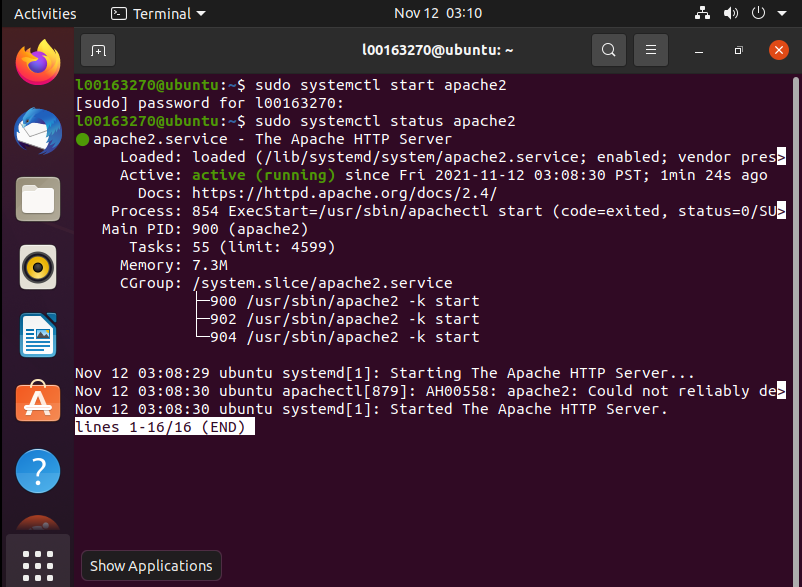 Activities
Terminal
Nov 12 03:10
l00163270@ubuntu: ~
l00163270@ubuntu:~$ sudo systemctl start apache2
[sudo] password for l00163270:
l00163270@ubuntu:~$ sudo systemctl status apache2
● apache2.service - The Apache HTTP Server
     Loaded: loaded (/lib/systemd/system/apache2.service; enabled; vendor pres>
     Active: active (running) since Fri 2021-11-12 03:08:30 PST; 1min 24s ago
       Docs: https://httpd.apache.org/docs/2.4/
    Process: 854 ExecStart=/usr/sbin/apachectl start (code=exited, status=0/SU>
   Main PID: 900 (apache2)
      Tasks: 55 (limit: 4599)
     Memory: 7.3M
     CGroup: /system.slice/apache2.service
             ├─900 /usr/sbin/apache2 -k start
             ├─902 /usr/sbin/apache2 -k start
             └─904 /usr/sbin/apache2 -k start
Nov 12 03:08:29 ubuntu systemd[1]: Starting The Apache HTTP Server...
Nov 12 03:08:30 ubuntu apachectl[879]: AH00558: apache2: Could not reliably de>
Nov 12 03:08:30 ubuntu systemd[1]: Started The Apache HTTP Server.
lines 1-16/16 (END)
Show Applications